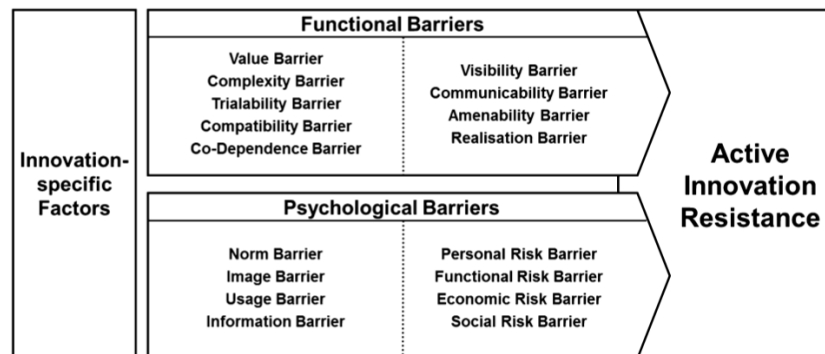 Functional Barriers
Value Barrier
Complexity Barrier
Trialability Barrier
Compatibility Barrier
Co-Dependence Barrier
Visibility Barrier
Communicability Barrier
Amenability Barrier
Realisation Barrier
Innovation-
specific
Factors
Psychological Barriers
Norm Barrier
Image Barrier
Usage Barrier
Information Barrier
Personal Risk Barrier
Functional Risk Barrier
Economic Risk Barrier
Social Risk Barrier
Active
Innovation
Resistance